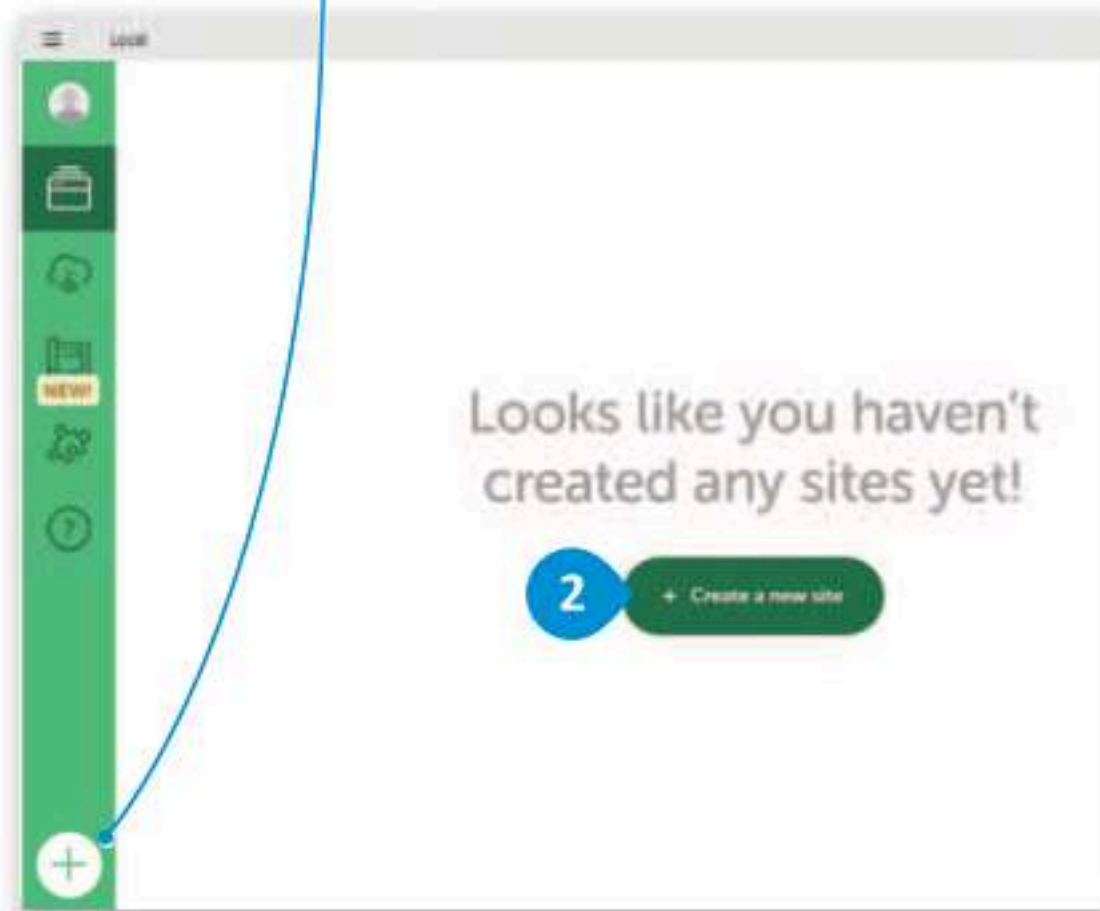 Local
NEW!
Looks like you haven't
created any sites yet!
2
+ Create a new site